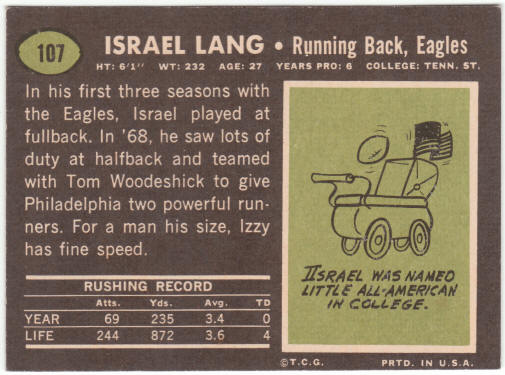 107
ISRAEL LANG • Running Back, Eagles
HT: 6'1" WT: 232 AGE: 27 YEARS PRO: 6 COLLEGE: TENN. ST.
In his first three seasons with
the Eagles, Israel played at
fullback. In '68, he saw lots of
duty at halfback and teamed
with Tom Woodeshick to give
Philadelphia two powerful run-
ners. For a man his size, Izzy
has fine speed.
RUSHING RECORD
Atts. Yds. Avg. TD
YEAR 69 235 3.4 0
LIFE 244 872 3.6 4
ISRAEL WAS NAMED
LITTLE ALL-AMERICAN
IN COLLEGE.
©T.C.G. PRTD. IN U.S.A.